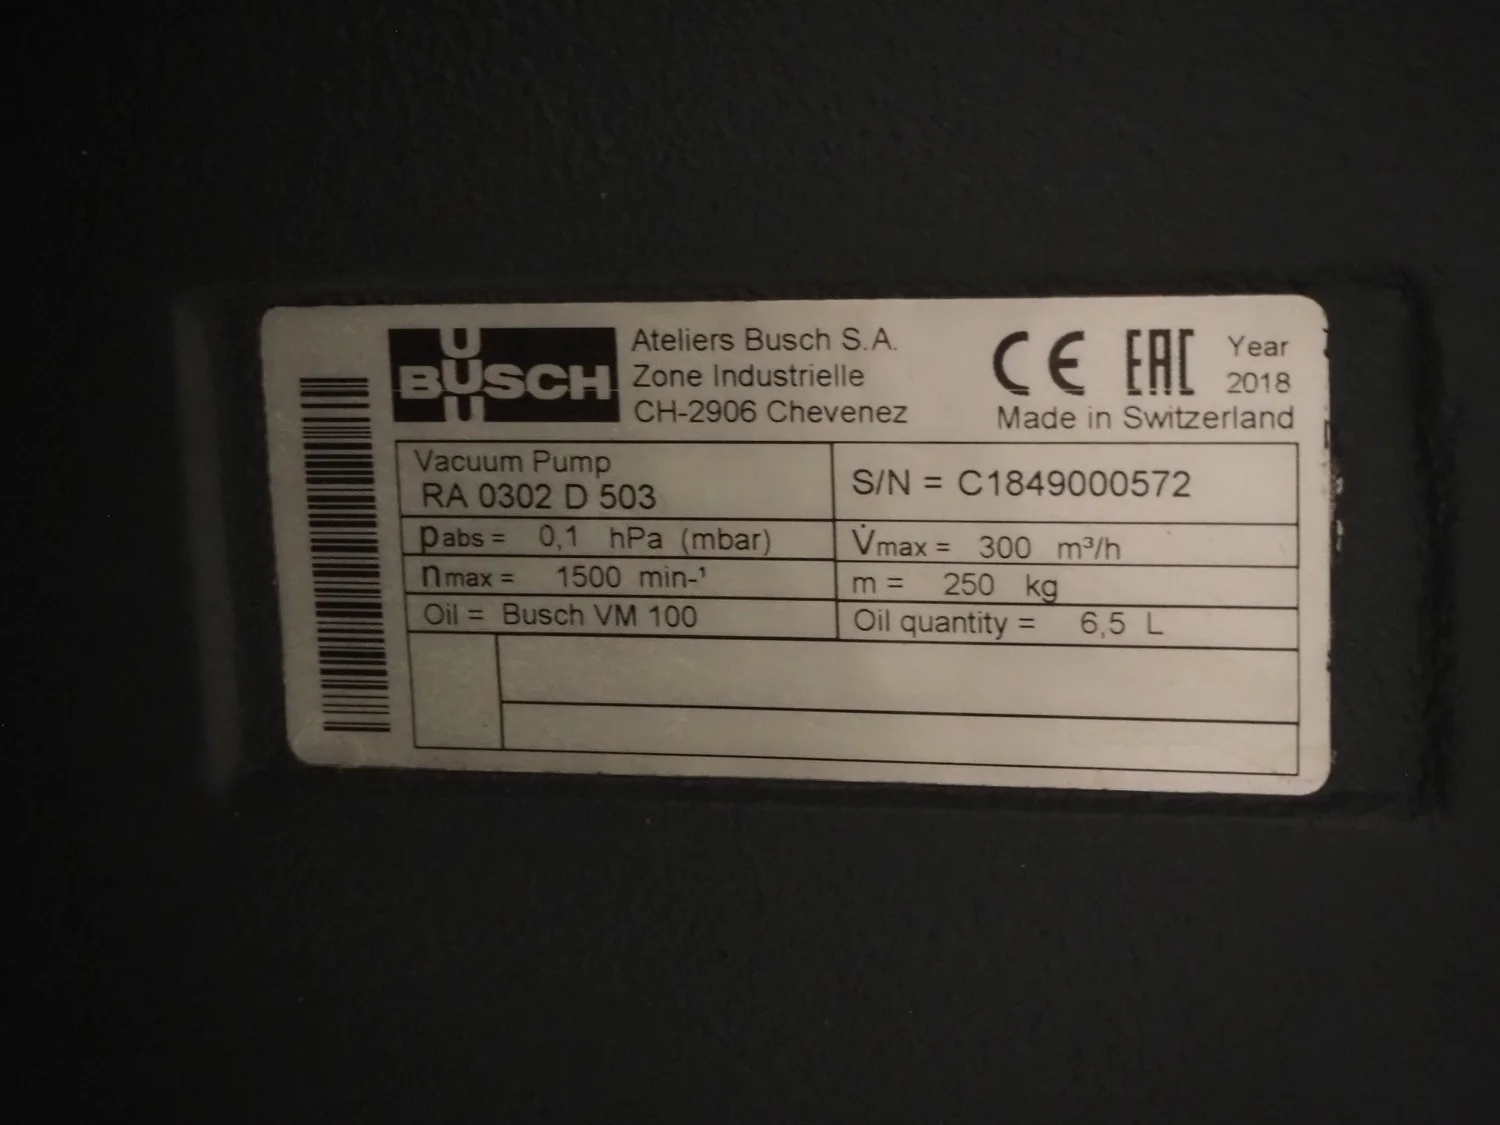 BUSCH
Ateliers Busch S.A.
Zone Industrielle
CH-2906 Chevenez
CE EAC
Year
2018
Made in Switzerland
Vacuum Pump
RA 0302 D 503
S/N = C1849000572
pabs = 0,1 hPa (mbar)
V̇max = 300 m³/h
nmax = 1500 min-¹
m = 250 kg
Oil = Busch VM 100
Oil quantity = 6,5 L